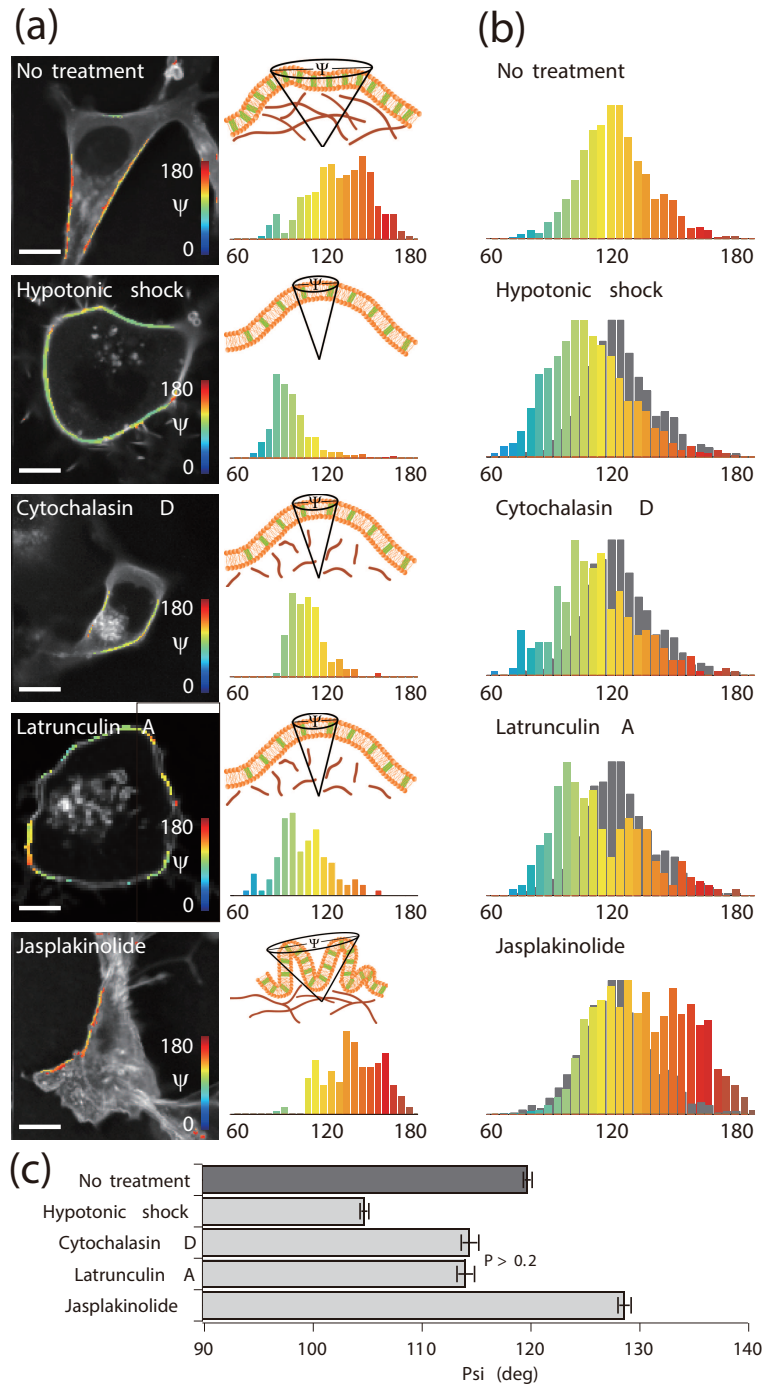 (a)
(b)
No treatment
180
ψ
0
Ψ
60 120 180
No treatment
60 120 180
Hypotonic shock
180
ψ
0
Ψ
60 120 180
Hypotonic shock
60 120 180
Cytochalasin D
180
ψ
0
Ψ
60 120 180
Cytochalasin D
60 120 180
Latrunculin A
180
ψ
0
Ψ
60 120 180
Latrunculin A
60 120 180
Jasplakinolide
180
ψ
0
Ψ
60 120 180
Jasplakinolide
60 120 180
(c)
No treatment
Hypotonic shock
Cytochalasin D
P > 0.2
Latrunculin A
Jasplakinolide
90 100 110 120 130 140
Psi (deg)